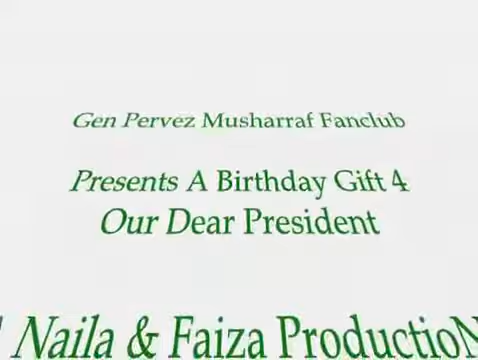 Gen Pervez Musharraf Fanclub
Presents A Birthday Gift 4
Our Dear President
Naila & Faiza ProductioN